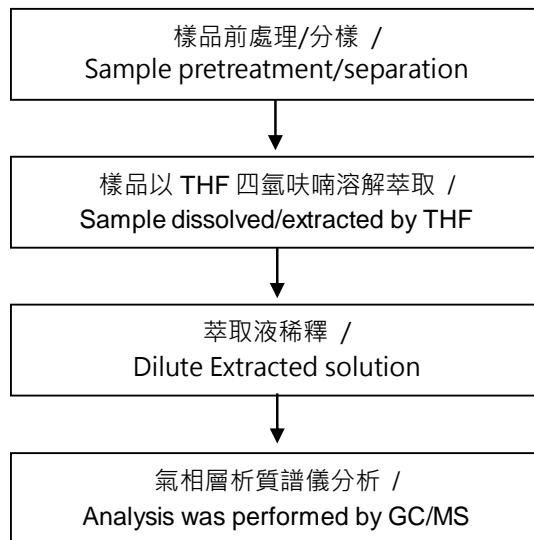 樣品前處理/分樣 /
Sample pretreatment/separation
樣品以 THF 四氫呋喃溶解萃取 /
Sample dissolved/extracted by THF
萃取液稀釋 /
Dilute Extracted solution
氣相層析質譜儀分析 /
Analysis was performed by GC/MS